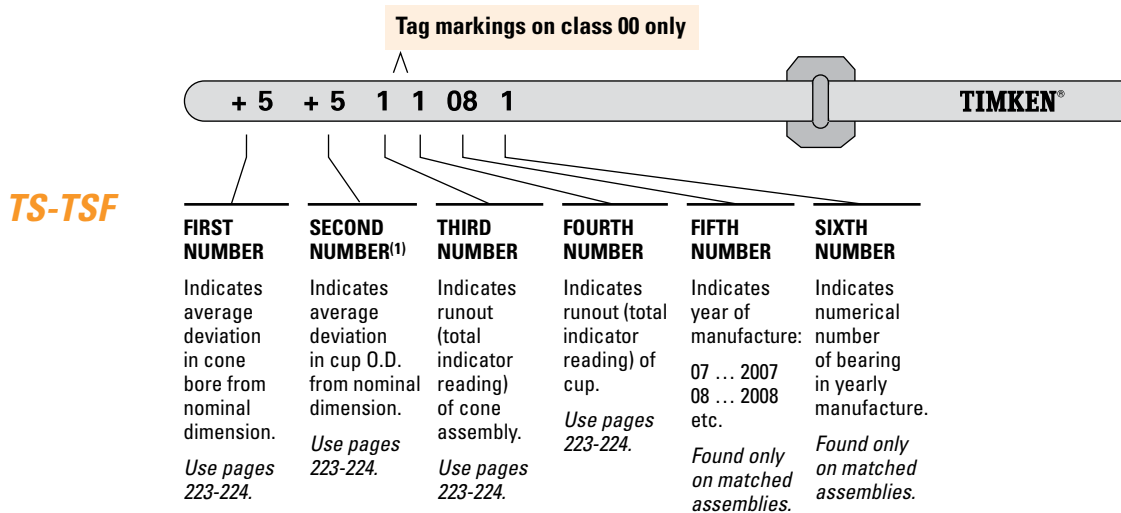 Tag markings on class 00 only
+ 5 + 5 1 1 08 1
TIMKEN®
TS-TSF
FIRST
NUMBER
Indicates
average
deviation
in cone
bore from
nominal
dimension.
Use pages
223-224.
SECOND
NUMBER(1)
Indicates
average
deviation
in cup O.D.
from nominal
dimension.
Use pages
223-224.
THIRD
NUMBER
Indicates
runout
(total
indicator
reading)
of cone
assembly.
Use pages
223-224.
FOURTH
NUMBER
Indicates
runout (total
indicator
reading) of
cup.
Use pages
223-224.
FIFTH
NUMBER
Indicates
year of
manufacture:
07 … 2007
08 … 2008
etc.
Found only
on matched
assemblies.
SIXTH
NUMBER
Indicates
numerical
number
of bearing
in yearly
manufacture.
Found only
on matched
assemblies.